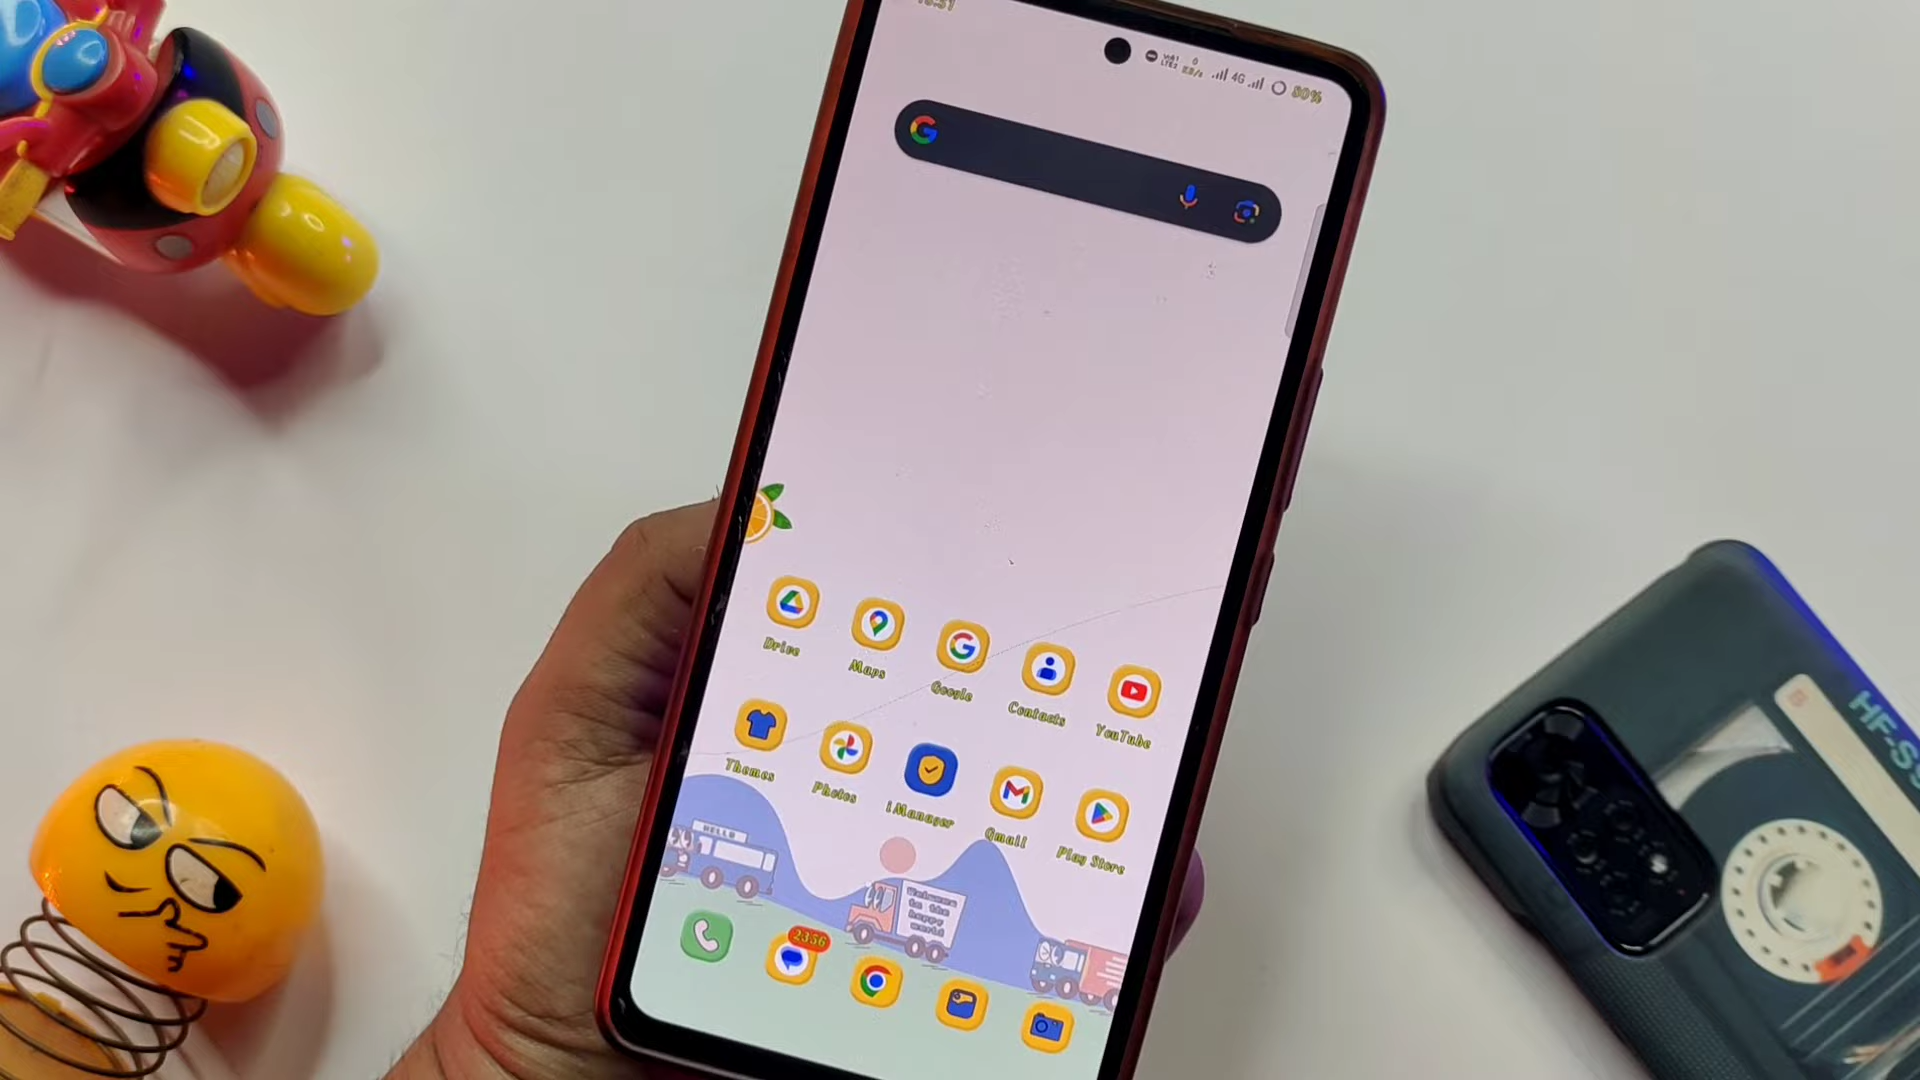 80%
4G
Drive
Maps
Google
Contacts
YouTube
Themes
Photos
i Manager
Gmail
Play Store
HELLO
Welcome
to the
happy
world
2356